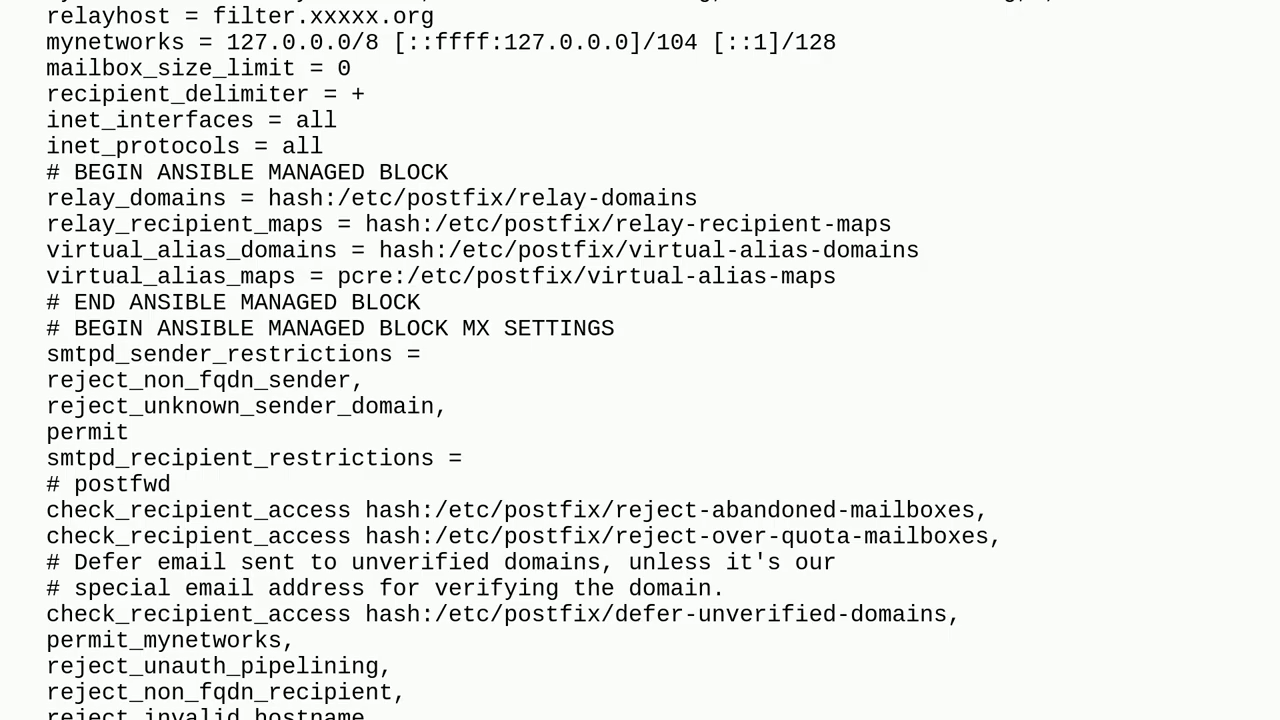 relayhost = filter.xxxxx.org
mynetworks = 127.0.0.0/8 [::ffff:127.0.0.0]/104 [::1]/128
mailbox_size_limit = 0
recipient_delimiter = +
inet_interfaces = all
inet_protocols = all
# BEGIN ANSIBLE MANAGED BLOCK
relay_domains = hash:/etc/postfix/relay-domains
relay_recipient_maps = hash:/etc/postfix/relay-recipient-maps
virtual_alias_domains = hash:/etc/postfix/virtual-alias-domains
virtual_alias_maps = pcre:/etc/postfix/virtual-alias-maps
# END ANSIBLE MANAGED BLOCK
# BEGIN ANSIBLE MANAGED BLOCK MX SETTINGS
smtpd_sender_restrictions =
reject_non_fqdn_sender,
reject_unknown_sender_domain,
permit
smtpd_recipient_restrictions =
# postfwd
check_recipient_access hash:/etc/postfix/reject-abandoned-mailboxes,
check_recipient_access hash:/etc/postfix/reject-over-quota-mailboxes,
# Defer email sent to unverified domains, unless it's our
# special email address for verifying the domain.
check_recipient_access hash:/etc/postfix/defer-unverified-domains,
permit_mynetworks,
reject_unauth_pipelining,
reject_non_fqdn_recipient,
reject_invalid_hostname